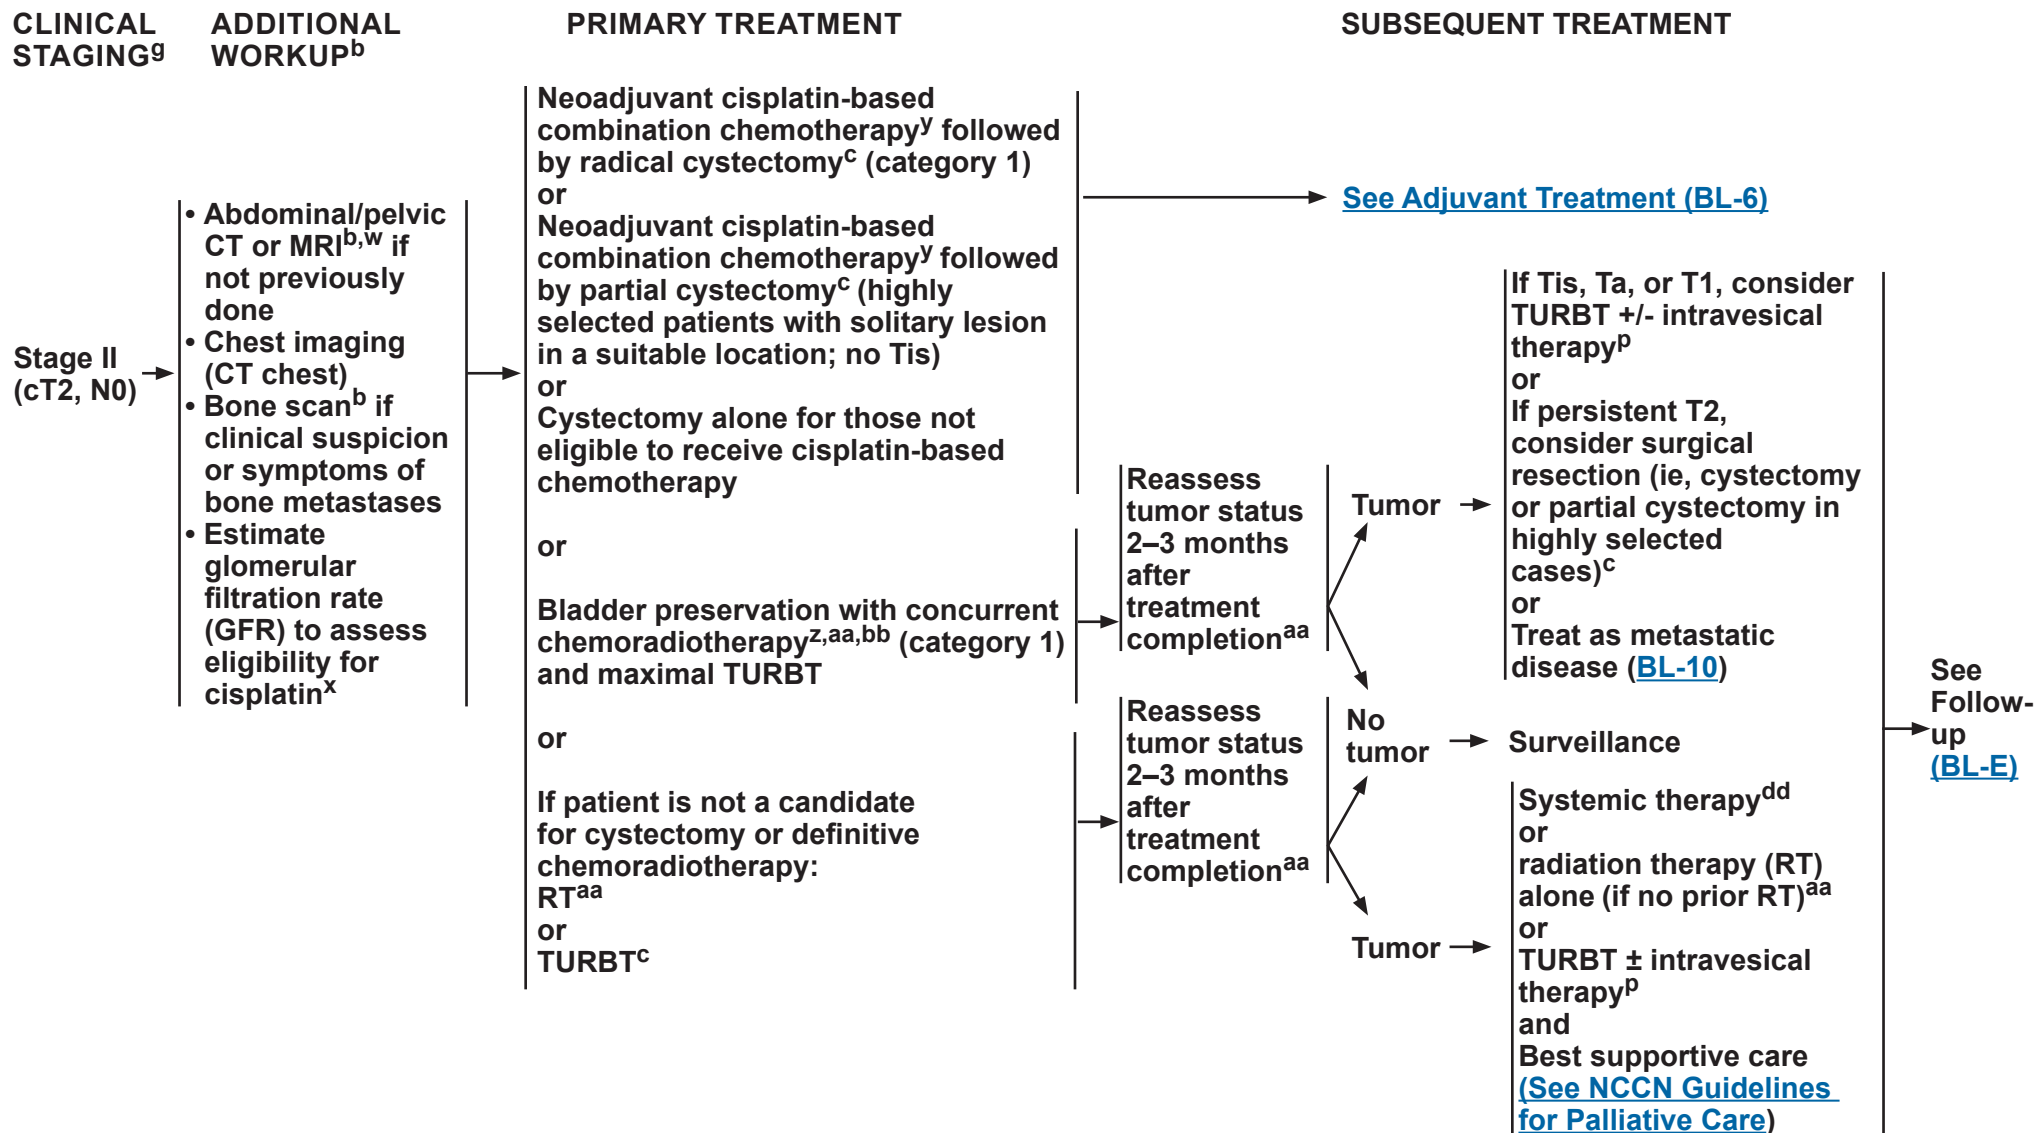 CLINICAL
STAGINGg
ADDITIONAL
WORKUPb
PRIMARY TREATMENT
SUBSEQUENT TREATMENT
Stage II
(cT2, N0)
• Abdominal/pelvic
CT or MRIb,w if
not previously
done
• Chest imaging
(CT chest)
• Bone scanb if
clinical suspicion
or symptoms of
bone metastases
• Estimate
glomerular
filtration rate
(GFR) to assess
eligibility for
cisplatinx
Neoadjuvant cisplatin-based
combination chemotherapyy followed
by radical cystectomyc (category 1)
or
Neoadjuvant cisplatin-based
combination chemotherapyy followed
by partial cystectomyc (highly
selected patients with solitary lesion
in a suitable location; no Tis)
or
Cystectomy alone for those not
eligible to receive cisplatin-based
chemotherapy
or
Bladder preservation with concurrent
chemoradiotherapyz,aa,bb (category 1)
and maximal TURBT
or
If patient is not a candidate
for cystectomy or definitive
chemoradiotherapy:
RTaa
or
TURBTc
See Adjuvant Treatment (BL-6)
Reassess
tumor status
2–3 months
after
treatment
completionaa
Reassess
tumor status
2–3 months
after
treatment
completionaa
Tumor
No
tumor
Tumor
If Tis, Ta, or T1, consider
TURBT +/- intravesical
therapyp
or
If persistent T2,
consider surgical
resection (ie, cystectomy
or partial cystectomy in
highly selected
cases)c
or
Treat as metastatic
disease (BL-10)
Surveillance
Systemic therapydd
or
radiation therapy (RT)
alone (if no prior RT)aa
or
TURBT ± intravesical
therapyp
and
Best supportive care
(See NCCN Guidelines
for Palliative Care)
See
Follow-
up
(BL-E)